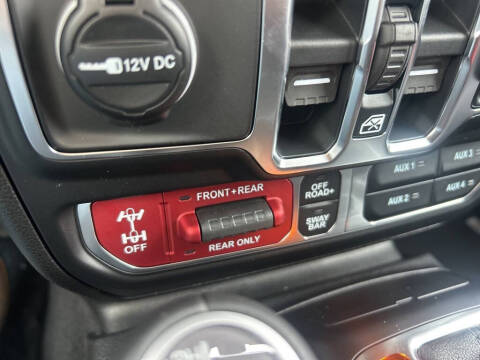 12V DC
FRONT+REAR
OFF
ROAD+
OFF
REAR ONLY
SWAY
BAR
AUX 1
AUX 3
AUX 2
AUX 4